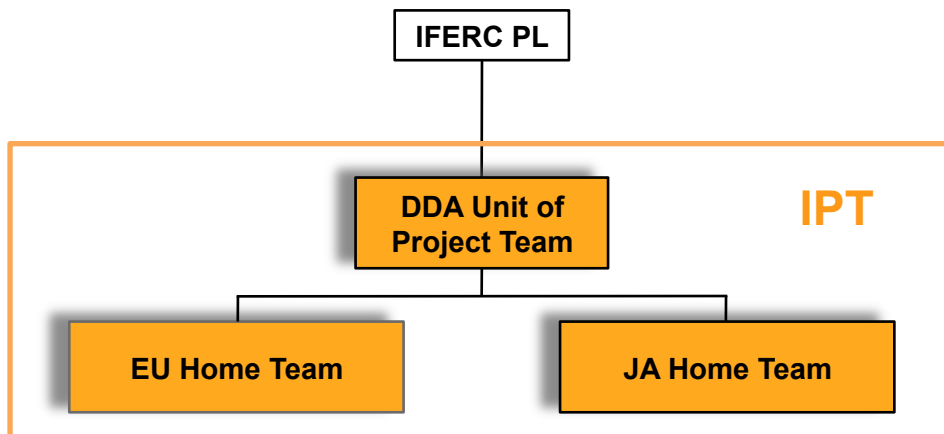 IFERC PL
IPT
DDA Unit of
Project Team
EU Home Team
JA Home Team